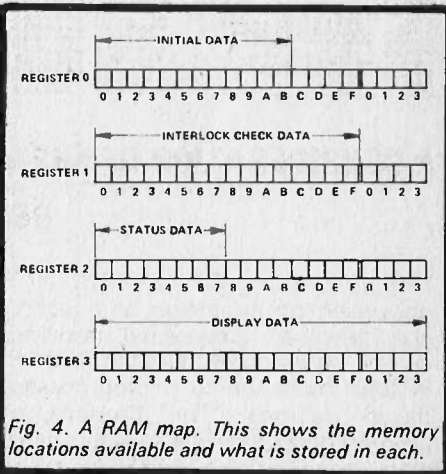 INITIAL DATA
REGISTER 0
0 1 2 3 4 5 6 7 8 9 A B C D E F 0 1 2 3
INTERLOCK CHECK DATA
REGISTER 1
0 1 2 3 4 5 6 7 8 9 A B C D E F 0 1 2 3
STATUS DATA
REGISTER 2
0 1 2 3 4 5 6 7 8 9 A B C D E F 0 1 2 3
DISPLAY DATA
REGISTER 3
0 1 2 3 4 5 6 7 8 9 A B C D E F 0 1 2 3
Fig. 4. A RAM map. This shows the memory
locations available and what is stored in each.